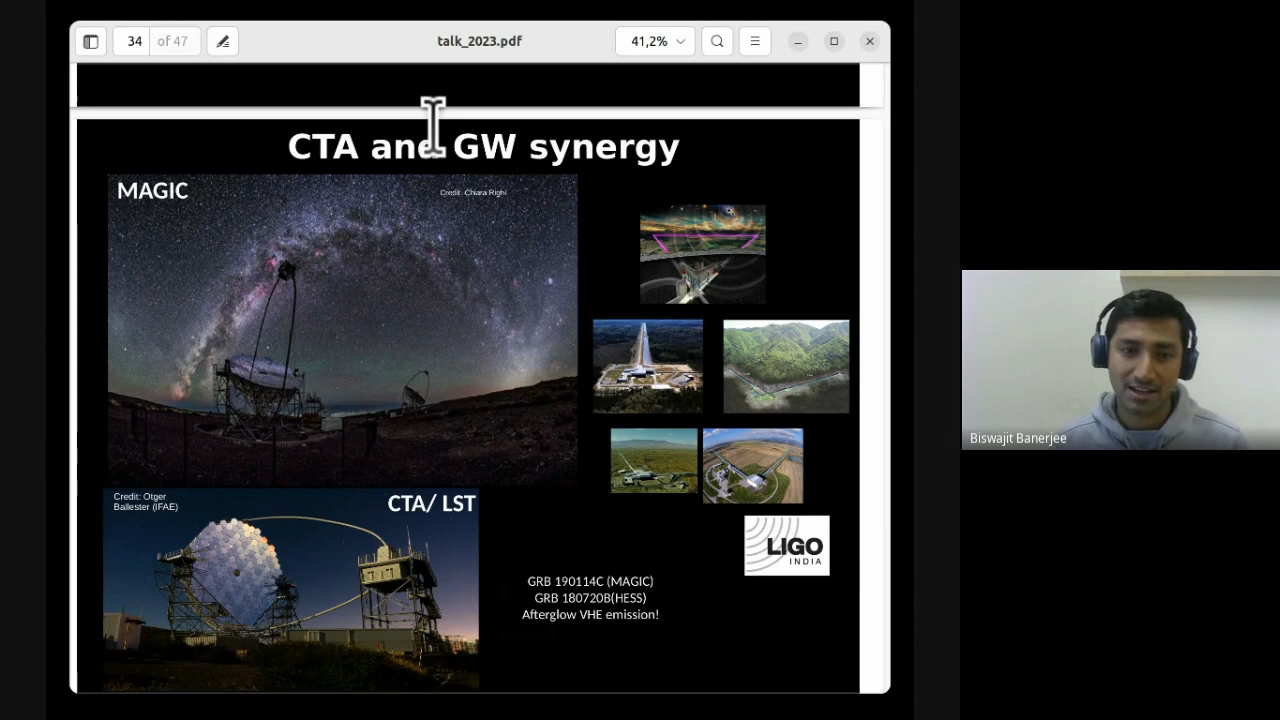 34 of 47
talk_2023.pdf
41,2%
CTA and GW synergy
MAGIC
Credit: Chiara Righi
Credit: Otger
Ballester (IFAE)
CTA/ LST
LIGO
INDIA
GRB 190114C (MAGIC)
GRB 180720B(HESS)
Afterglow VHE emission!
Biswajit Banerjee